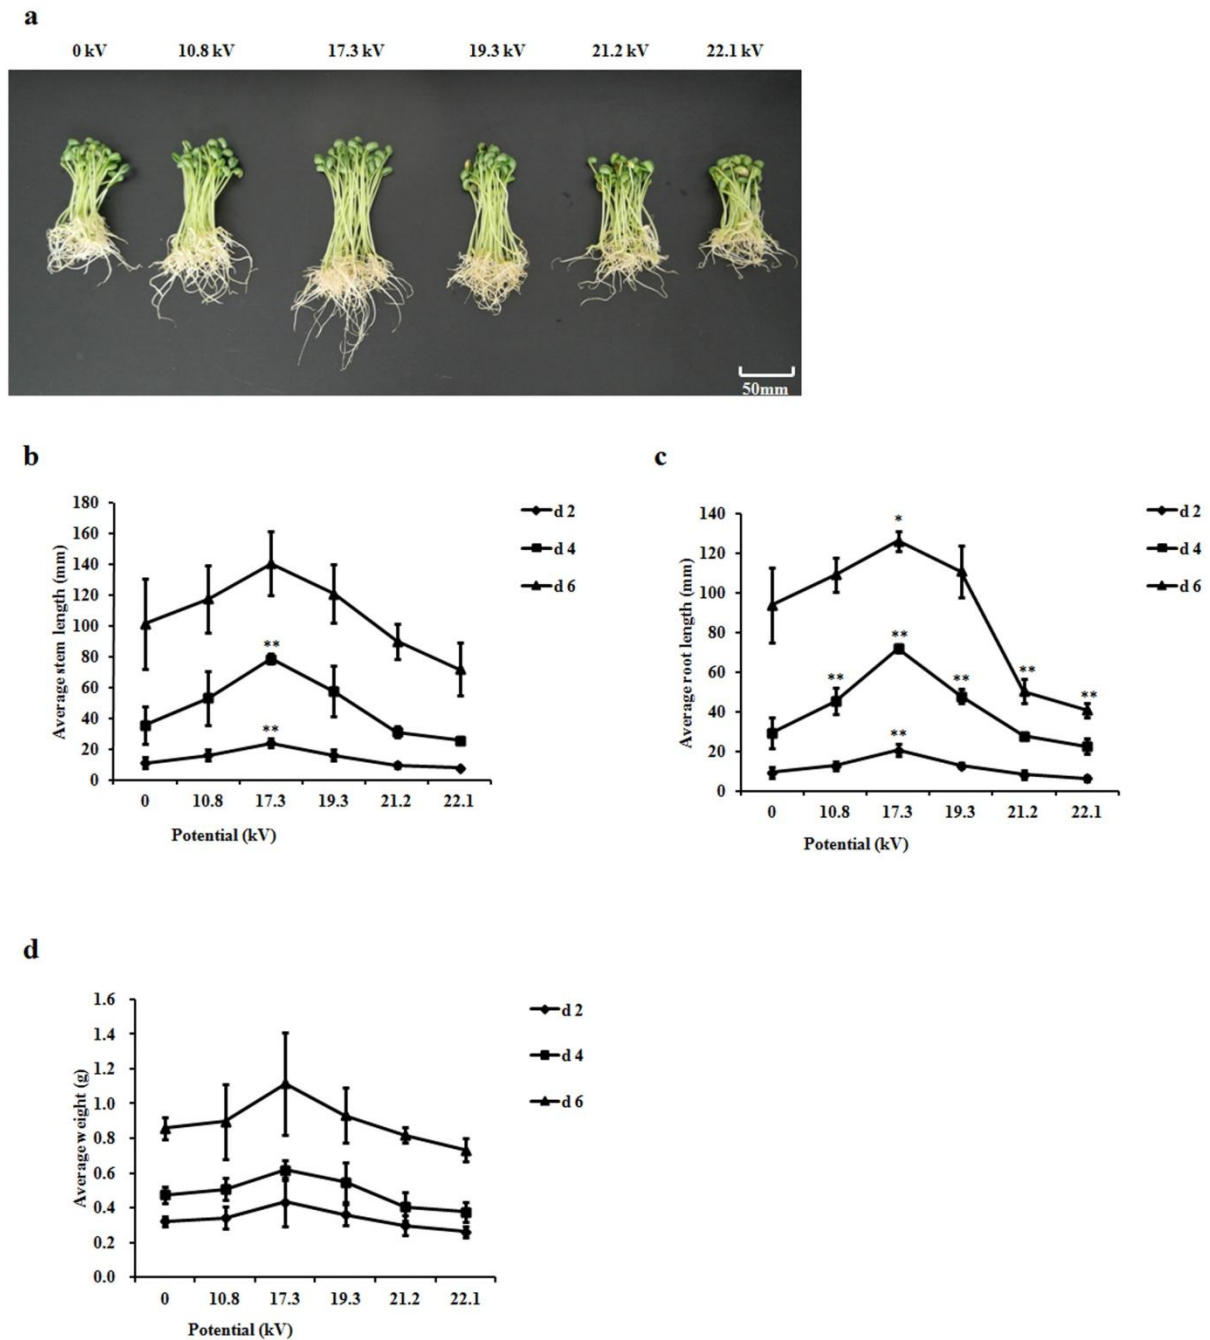 a
0 kV 10.8 kV 17.3 kV 19.3 kV 21.2 kV 22.1 kV
50mm
b
180
160
140
120
100
80
60
40
20
0
Average stem length (mm)
**
**
0 10.8 17.3 19.3 21.2 22.1
Potential (kV)
d 2
d 4
d 6
c
140
120
100
80
60
40
20
0
Average root length (mm)
*
**
**
**
**
**
**
0 10.8 17.3 19.3 21.2 22.1
Potential (kV)
d 2
d 4
d 6
d
1.6
1.4
1.2
1.0
0.8
0.6
0.4
0.2
0.0
Average weight (g)
0 10.8 17.3 19.3 21.2 22.1
Potential (kV)
d 2
d 4
d 6